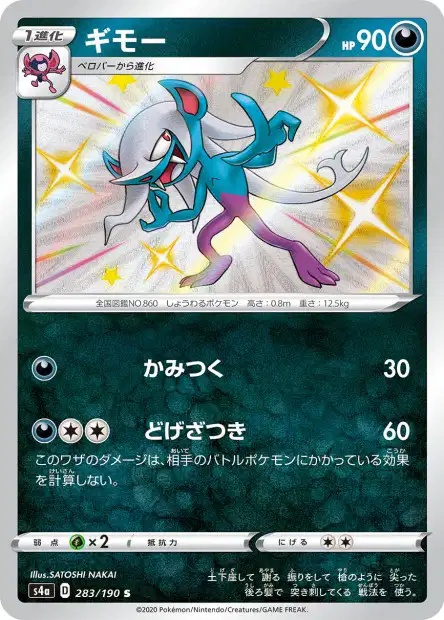 1進化 ギモー HP90
ベロバーから進化
全国図鑑NO.860 しょうわるポケモン 高さ:0.8m 重さ:12.5kg
かみつく 30
どげざつき 60
このワザのダメージは、相手のバトルポケモンにかかっている効果
を計算しない。
弱点 ×2 抵抗力 にげる
Illus.SATOSHI NAKAI
s4a D 283/190 S
土下座して 謝る 振りをして 槍のように 尖った
後ろ髪で 突き刺してくる 戦法を 使う。
©2020 Pokémon/Nintendo/Creatures/GAME FREAK.